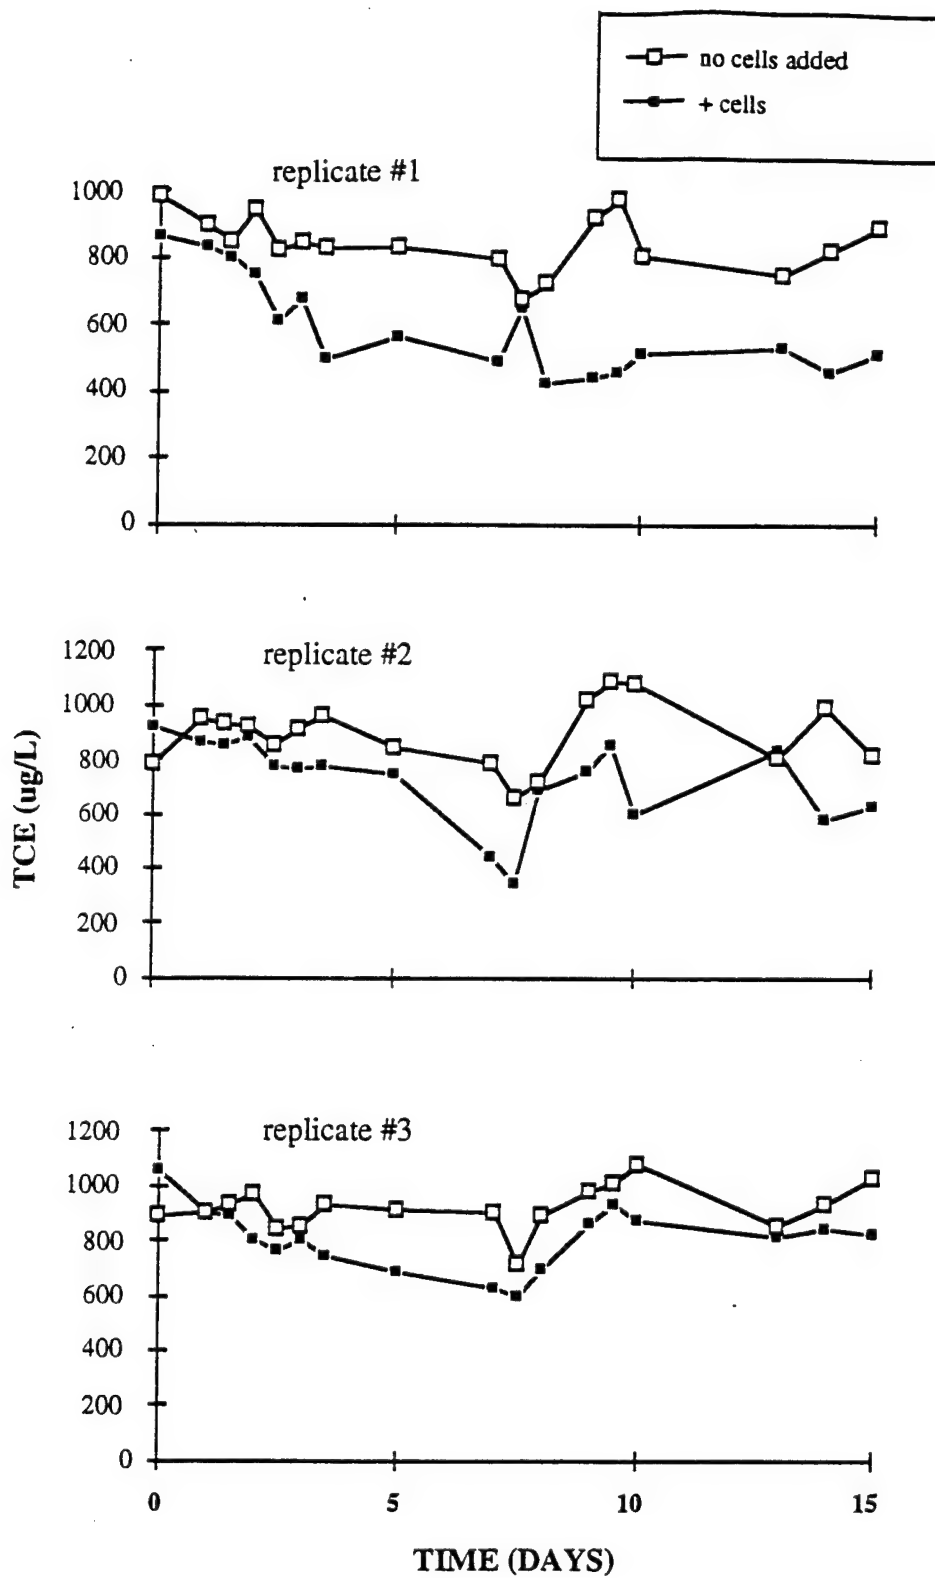 no cells added
+ cells
replicate #1
1000
800
600
400
200
0
replicate #2
1200
1000
800
600
400
200
0
TCE (ug/L)
replicate #3
1200
1000
800
600
400
200
0
0 5 10 15
TIME (DAYS)